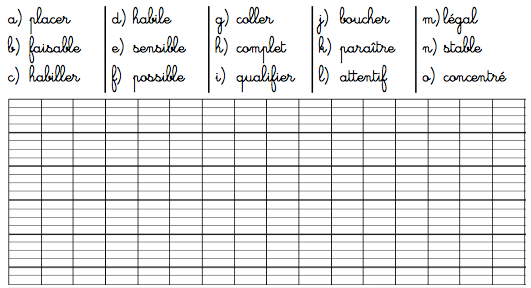 a) placer d) habile g) coller j) boucher m) légal
b) faisable e) sensible h) complet k) paraître n) stable
c) habiller f) possible i) qualifier l) attentif o) concentré